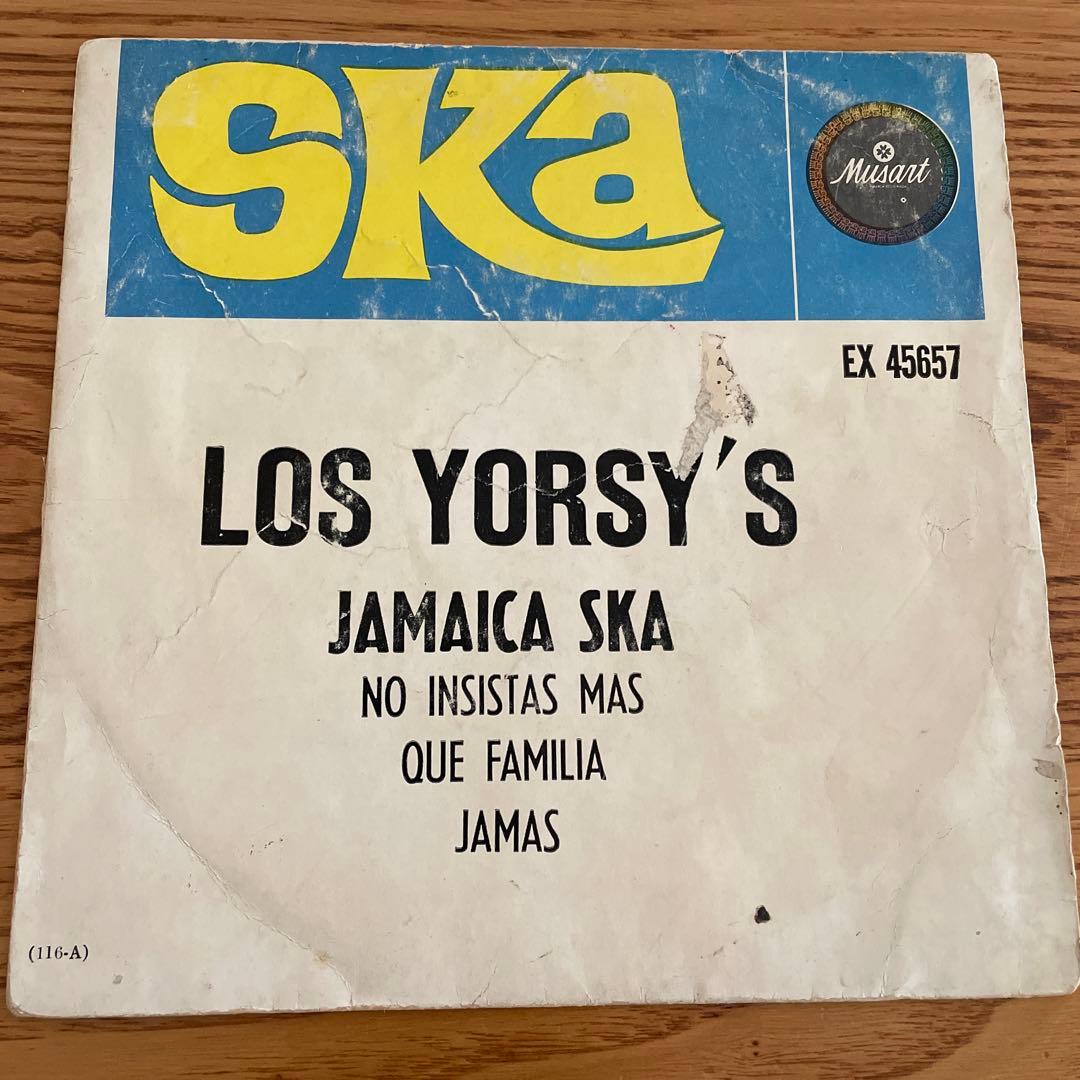 Ska
Musart
EX 45657
LOS YORSY'S
JAMAICA SKA
NO INSISTAS MAS
QUE FAMILIA
JAMAS
(116-A)